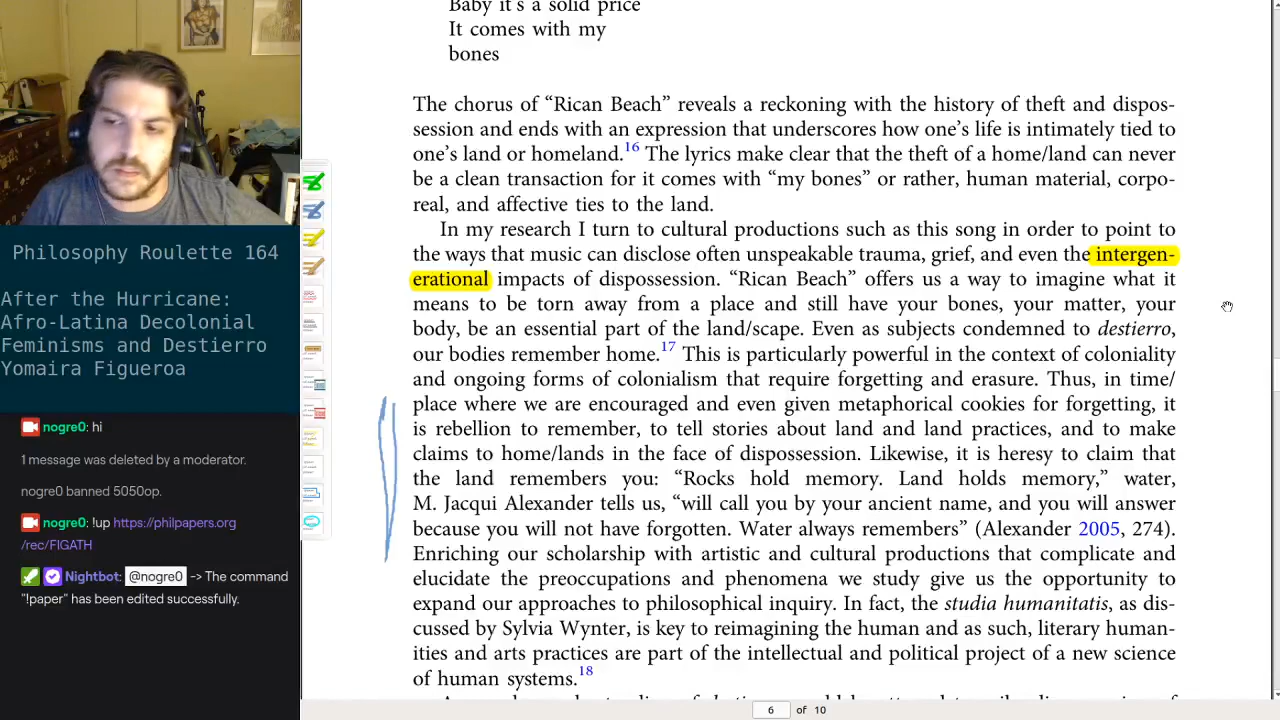 Baby it's a solid price
It comes with my
bones
The chorus of “Rican Beach” reveals a reckoning with the history of theft and dispos-
session and ends with an expression that underscores how one's life is intimately tied to
one's land or homeland.16 The lyrics make clear that the theft of a home/land can never
be a clean transaction for it comes with “my bones” or rather, human material, corpo
real, and affective ties to the land.
In my research I turn to cultural productions such as this song in order to point to
the ways that music can disclose often unspeakable trauma, grief, and even the intergen-
erational impacts of dispossession. “Rican Beach” offers us a way to imagine what it
means to be torn away from a place and still have your bones, your matter, your
body, be an essential part of the landscape. Even as subjects condemned to destierro,
our bodies remember home.17 This is particularly powerful in the context of coloniality
and ongoing forms of colonialism that require forgetting and erasure. Thus, in time/
place where we are encouraged and even given metaphorical cookies for forgetting, it
is rebellion to remember, to tell stories about land and land practices, and to make
claims to home/lands in the face of dispossession. Likewise, it is heresy to claim that
the land remembers you “Rocks hold memory. Land holds memory,” water,
M. Jacqui Alexander tells us, “will call you by your ancient name, and you will answer
because you will not have forgotten. Water always remembers” (Alexander 2005, 274).
Enriching our scholarship with artistic and cultural productions that complicate and
elucidate the preoccupations and phenomena we study give us the opportunity to
expand our approaches to philosophical inquiry. In fact, the studia humanitatis, as dis-
cussed by Sylvia Wynter, is key to reimagining the human and as such, literary human-
ities and arts practices are part of the intellectual and political project of a new science
of human systems.18
6 of 10
Philosophy Roulette 164
After the Hurricane:
Afro-Latina Decolonial
Feminisms and Destierro
Yomaira Figueroa
nogre0: hi
1 message was deleted by a moderator.
nogre0 banned 5050op.
nogre0: !up https://philpapers.org
/rec/FIGATH
Nightbot: @nogre0 -> The command
"!paper" has been edited successfully.